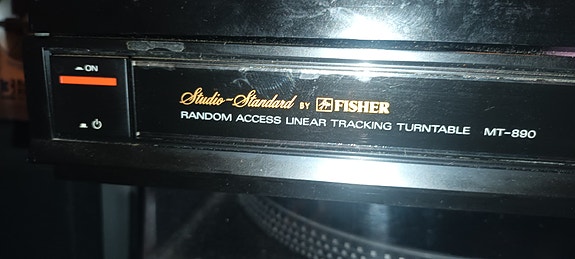 ON
Studio-Standard BY FISHER
RANDOM ACCESS LINEAR TRACKING TURNTABLE MT-890